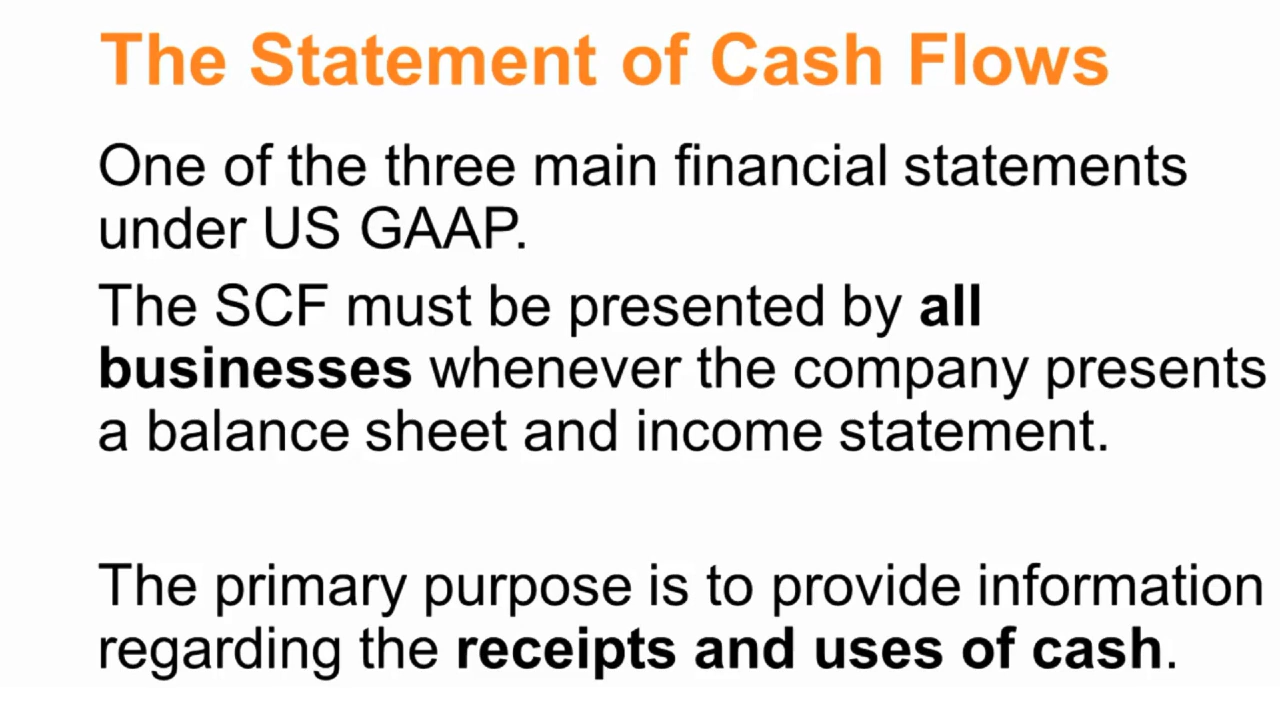 The Statement of Cash Flows
One of the three main financial statements
under US GAAP.
The SCF must be presented by all
businesses whenever the company presents
a balance sheet and income statement.
The primary purpose is to provide information
regarding the receipts and uses of cash.